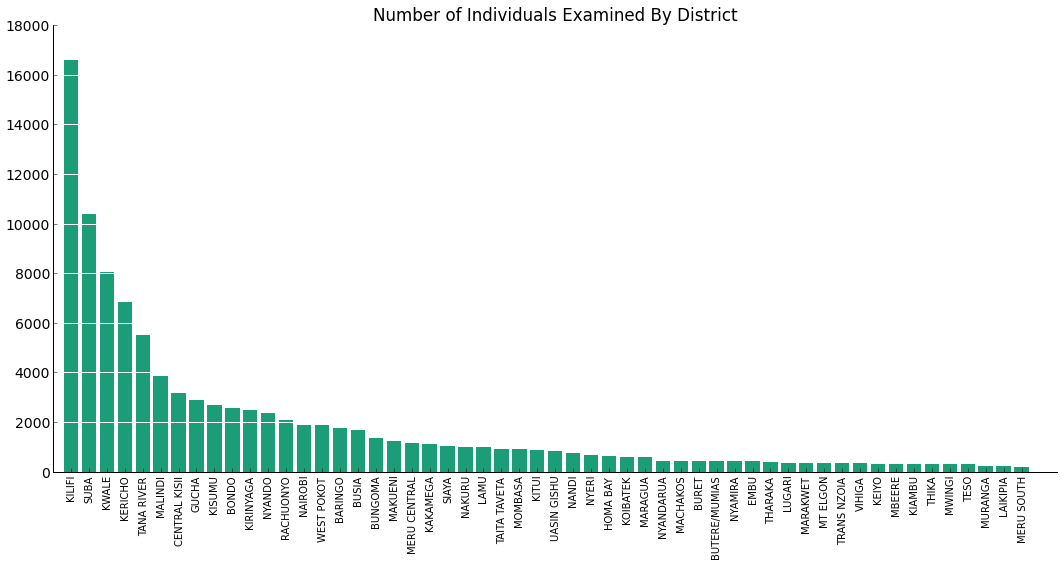 Number of Individuals Examined By District
18000
16000
14000
12000
10000
8000
6000
4000
2000
0
KILIFI
SUBA
KWALE
KERICHO
TANA RIVER
MALINDI
CENTRAL KISII
GUCHA
KISUMU
BONDO
KIRINYAGA
NYANDO
RACHUONYO
NAIROBI
WEST POKOT
BARINGO
BUSIA
BUNGOMA
MAKUENI
MERU CENTRAL
KAKAMEGA
SIAYA
NAKURU
LAMU
TAITA TAVETA
MOMBASA
KITUI
UASIN GISHU
NANDI
NYERI
HOMA BAY
KOIBATEK
MARAGUA
NYANDARUA
MACHAKOS
BURET
BUTERE/MUMIAS
NYAMIRA
EMBU
THARAKA
LUGARI
MARAKWET
MT ELGON
TRANS NZOIA
VIHIGA
KEIYO
MBEERE
KIAMBU
THIKA
MWINGI
TESO
MURANGA
LAIKIPIA
MERU SOUTH